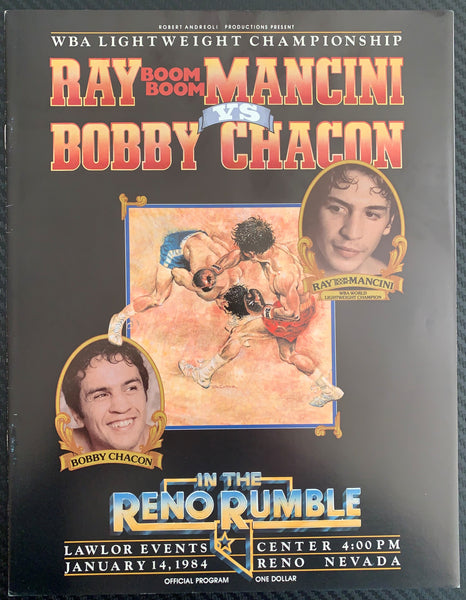 ROBERT ANDREOLI PRODUCTIONS PRESENT
WBA LIGHTWEIGHT CHAMPIONSHIP
RAY BOOM BOOM MANCINI
VS
BOBBY CHACON
RAY BOOM BOOM MANCINI
WBA WORLD
LIGHTWEIGHT CHAMPION
BOBBY CHACON
IN THE
RENO RUMBLE
LAWLOR EVENTS CENTER 4:00 PM
JANUARY 14, 1984 RENO NEVADA
OFFICIAL PROGRAM ONE DOLLAR